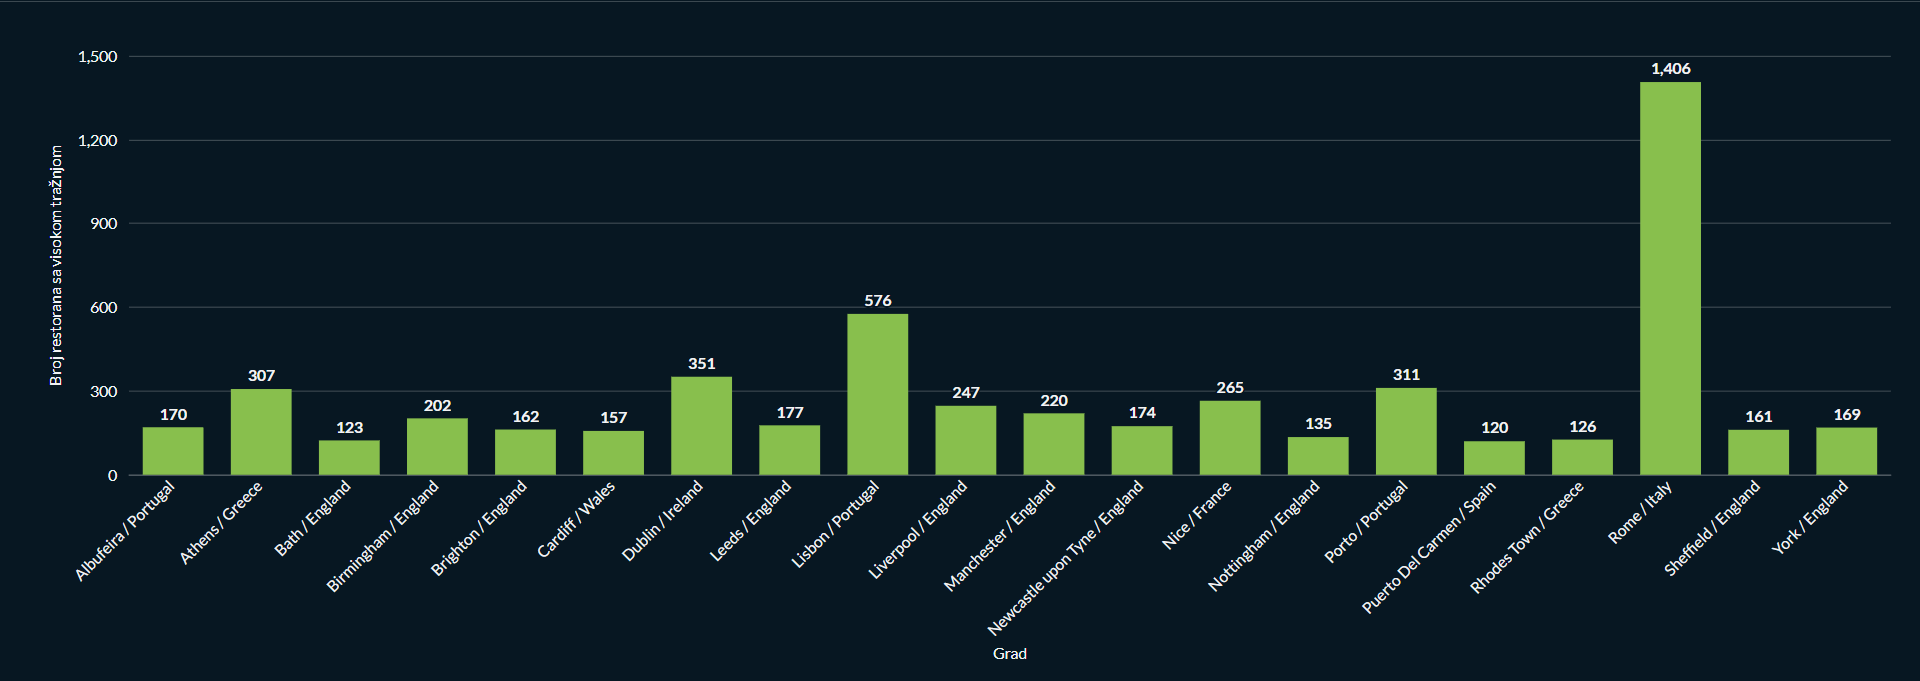 1,500
1,200
900
600
300
0
Broj restorana sa visokom tražnjom
170
307
123
202
162
157
351
177
576
247
220
174
265
135
311
120
126
1,406
161
169
Albufeira / Portugal
Athens / Greece
Bath / England
Birmingham / England
Brighton / England
Cardiff / Wales
Dublin / Ireland
Leeds / England
Lisbon / Portugal
Liverpool / England
Manchester / England
Newcastle upon Tyne / England
Nice / France
Nottingham / England
Porto / Portugal
Puerto Del Carmen / Spain
Rhodes Town / Greece
Rome / Italy
Sheffield / England
York / England
Grad